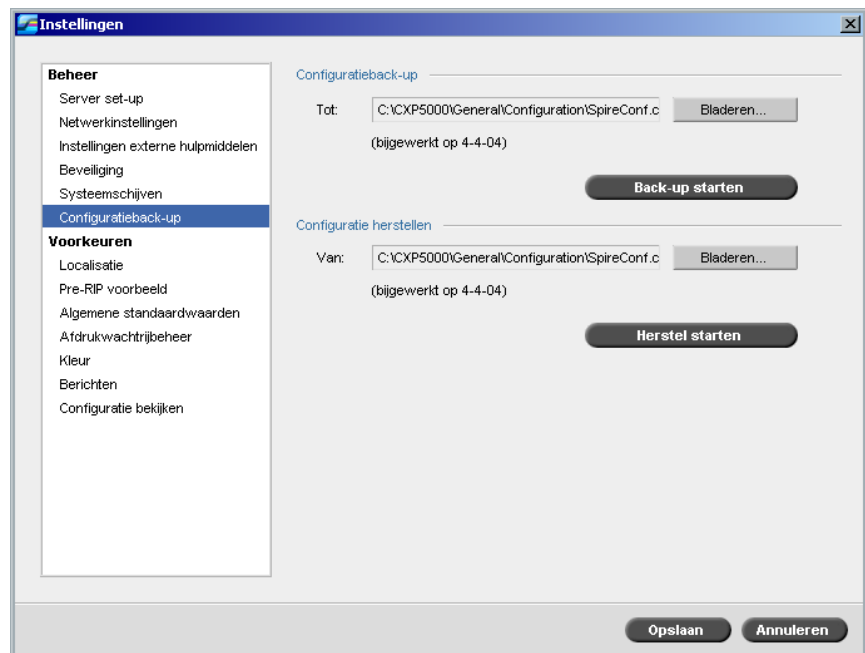 Instellingen
Beheer
Server set-up
Netwerkinstellingen
Instellingen externe hulpmiddelen
Beveiliging
Systeemschijven
Configuratieback-up
Voorkeuren
Localisatie
Pre-RIP voorbeeld
Algemene standaardwaarden
Afdrukwachtrijbeheer
Kleur
Berichten
Configuratie bekijken
Configuratieback-up
Tot: C:\CXP5000\General\Configuration\SpireConf.c Bladeren...
(bijgewerkt op 4-4-04)
Back-up starten
Configuratie herstellen
Van: C:\CXP5000\General\Configuration\SpireConf.c Bladeren...
(bijgewerkt op 4-4-04)
Herstel starten
Opslaan Annuleren